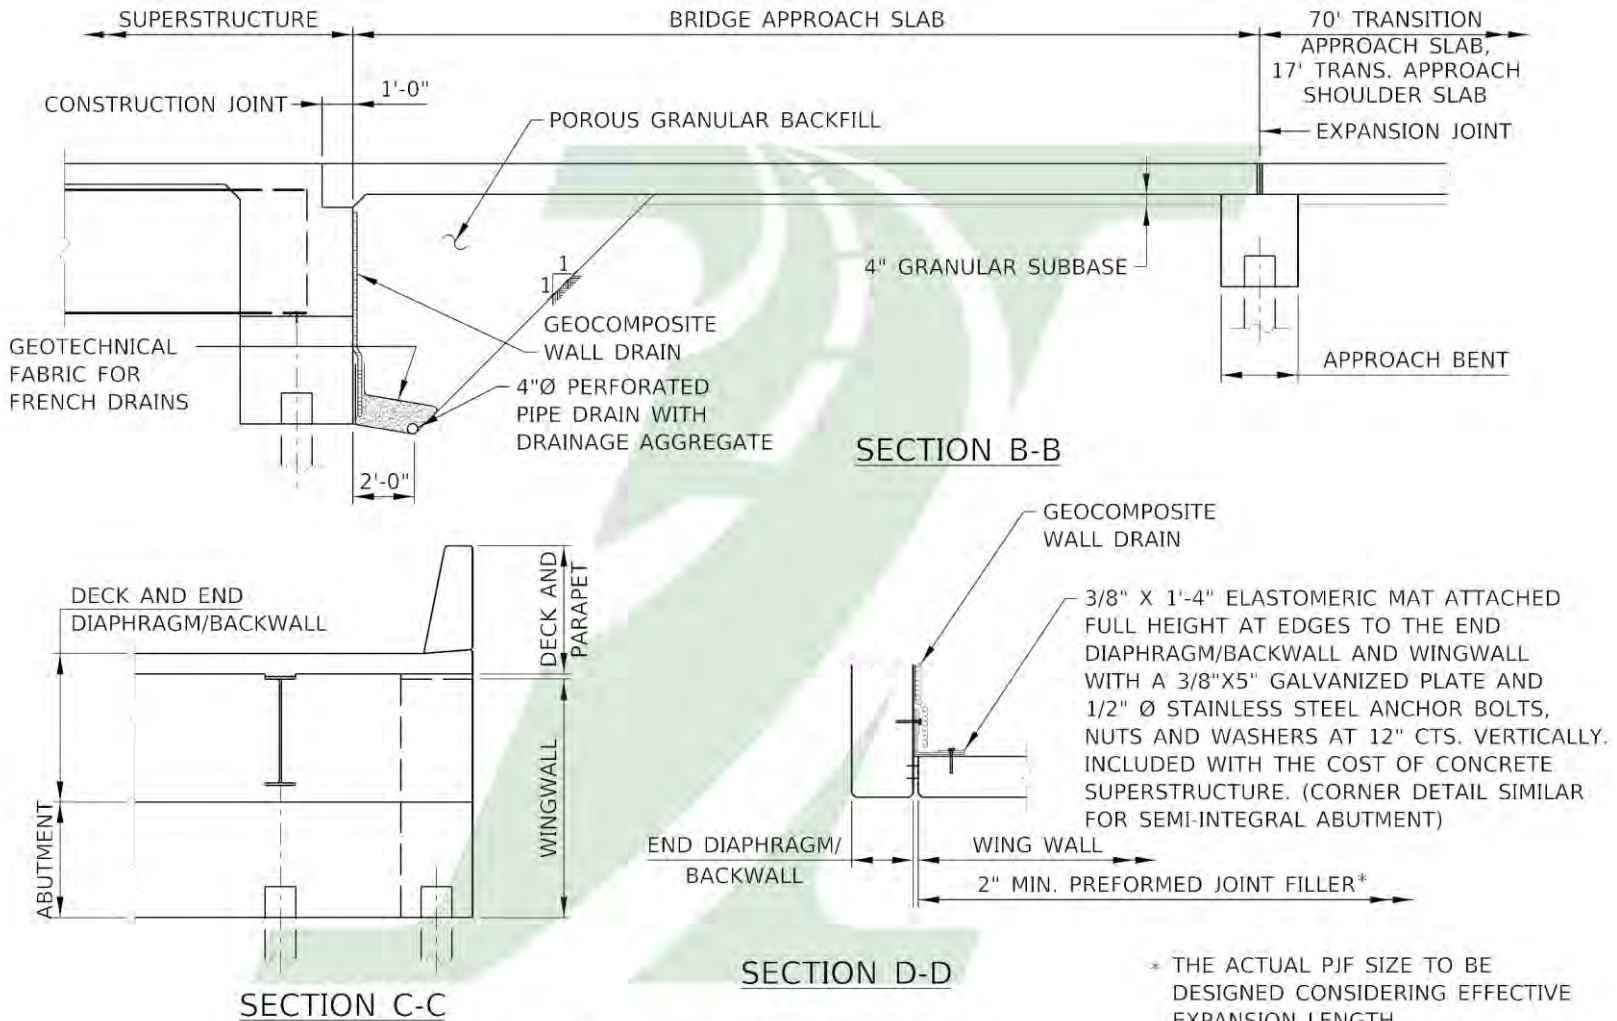 SUPERSTRUCTURE
BRIDGE APPROACH SLAB
70' TRANSITION
APPROACH SLAB,
17' TRANS. APPROACH
SHOULDER SLAB
CONSTRUCTION JOINT
1'-0"
POROUS GRANULAR BACKFILL
EXPANSION JOINT
1
1
4" GRANULAR SUBBASE
GEOCOMPOSITE
WALL DRAIN
GEOTECHNICAL
FABRIC FOR
FRENCH DRAINS
4"Ø PERFORATED
PIPE DRAIN WITH
DRAINAGE AGGREGATE
APPROACH BENT
2'-0"
SECTION B-B
DECK AND END
DIAPHRAGM/BACKWALL
DECK AND
PARAPET
ABUTMENT
WINGWALL
SECTION C-C
GEOCOMPOSITE
WALL DRAIN
3/8" X 1'-4" ELASTOMERIC MAT ATTACHED
FULL HEIGHT AT EDGES TO THE END
DIAPHRAGM/BACKWALL AND WINGWALL
WITH A 3/8"X5" GALVANIZED PLATE AND
1/2" Ø STAINLESS STEEL ANCHOR BOLTS,
NUTS AND WASHERS AT 12" CTS. VERTICALLY.
INCLUDED WITH THE COST OF CONCRETE
SUPERSTRUCTURE. (CORNER DETAIL SIMILAR
FOR SEMI-INTEGRAL ABUTMENT)
END DIAPHRAGM/
BACKWALL
WING WALL
2" MIN. PREFORMED JOINT FILLER*
SECTION D-D
* THE ACTUAL PJF SIZE TO BE
DESIGNED CONSIDERING EFFECTIVE
EXPANSION LENGTH